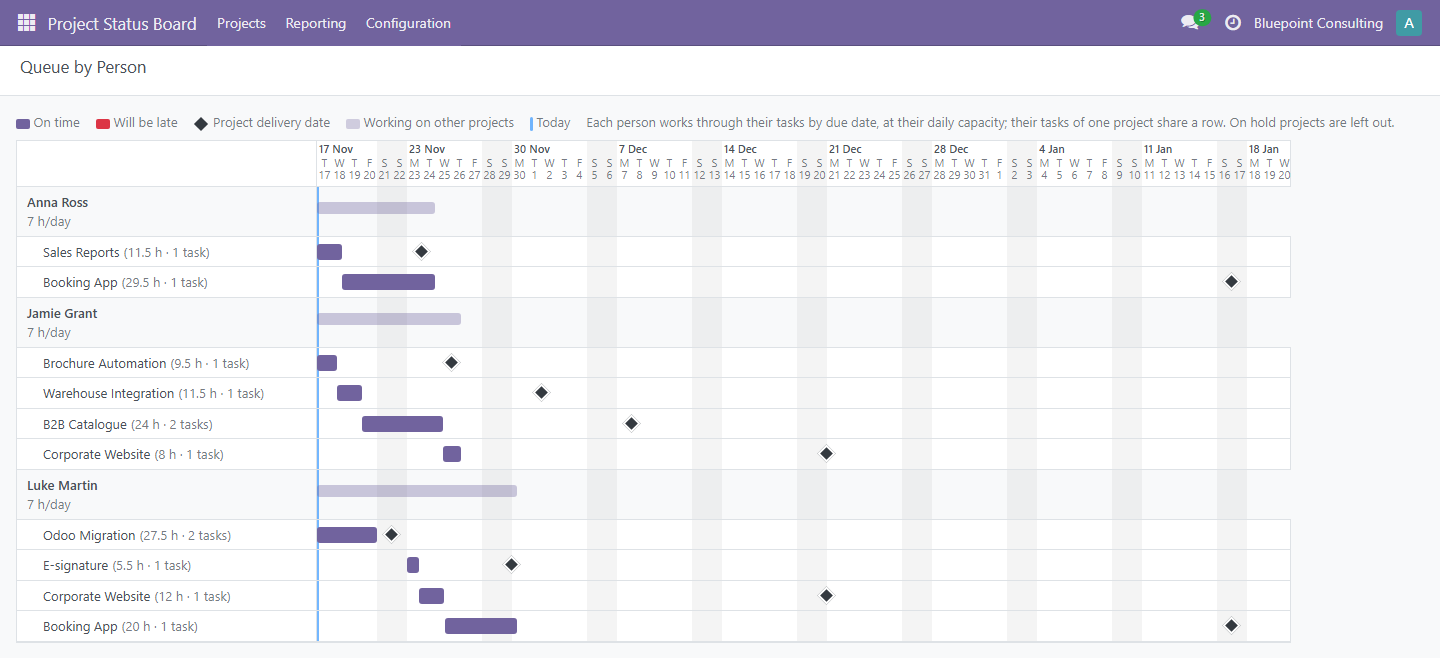 Project Status Board Projects Reporting Configuration 3 Bluepoint Consulting A
Queue by Person
On time Will be late Project delivery date Working on other projects Today Each person works through their tasks by due date, at their daily capacity; their tasks of one project share a row. On hold projects are left out.
17 Nov 23 Nov 30 Nov 7 Dec 14 Dec 21 Dec 28 Dec 4 Jan 11 Jan 18 Jan
T W T F S S M T W T F S S M T W T F S S M T W T F S S M T W T F S S M T W T F S S M T W T F S S M T W T F S S M T W T F S S M T W
17 18 19 20 21 22 23 24 25 26 27 28 29 30 1 2 3 4 5 6 7 8 9 10 11 12 13 14 15 16 17 18 19 20 21 22 23 24 25 26 27 28 29 30 31 1 2 3 4 5 6 7 8 9 10 11 12 13 14 15 16 17 18 19 20
Anna Ross
7 h/day
Sales Reports (11.5 h · 1 task)
Booking App (29.5 h · 1 task)
Jamie Grant
7 h/day
Brochure Automation (9.5 h · 1 task)
Warehouse Integration (11.5 h · 1 task)
B2B Catalogue (24 h · 2 tasks)
Corporate Website (8 h · 1 task)
Luke Martin
7 h/day
Odoo Migration (27.5 h · 2 tasks)
E-signature (5.5 h · 1 task)
Corporate Website (12 h · 1 task)
Booking App (20 h · 1 task)